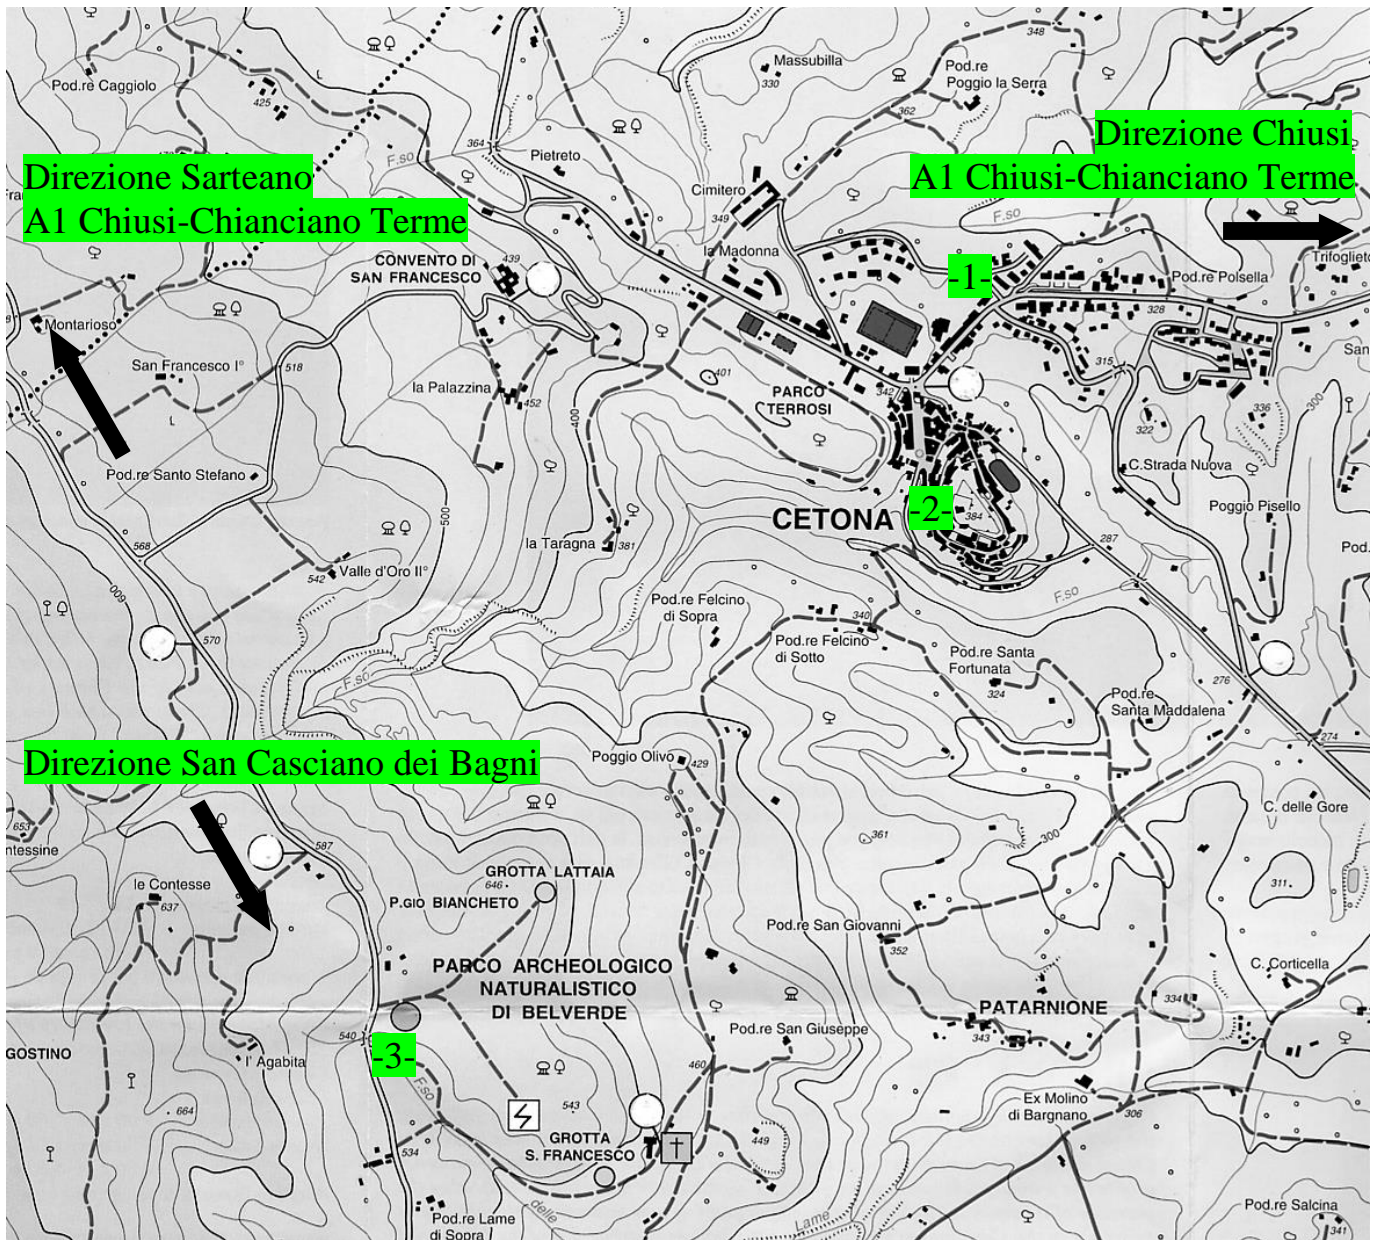 Massubilla
330
348
Pod.re
Poggio la Serra
362
Pod.re Caggiolo
425
364
F.so
Pietreto
Direzione Chiusi
A1 Chiusi-Chianciano Terme
Direzione Sarteano
A1 Chiusi-Chianciano Terme
Cimitero
349
F.so
la Madonna
CONVENTO DI
SAN FRANCESCO
439
-1-
Pod.re Polsella
328
Trifoglieto
Montarioso
San Francesco I°
518
la Palazzina
452
401
PARCO
TERROSI
342
315
San
336
300
322
400
Pod.re Santo Stefano
C.Strada Nuova
Poggio Pisello
500
CETONA
-2-
384
568
la Taragna
381
287
Pod.
Valle d'Oro II°
542
600
F.so
Pod.re Felcino
di Sopra
340
Pod.re Felcino
di Sotto
570
F.so
Pod.re Santa
Fortunata
324
276
Pod.re
Santa Maddalena
274
Direzione San Casciano dei Bagni
Poggio Olivo
429
C. delle Gore
653
ntessine
587
361
300
311
GROTTA LATTAIA
646
P.GIO BIANCHETO
le Contesse
637
Pod.re San Giovanni
352
PARCO ARCHEOLOGICO
NATURALISTICO
DI BELVERDE
C. Corticella
334
PATARNIONE
343
Pod.re San Giuseppe
540
-3-
GOSTINO
l' Agabita
460
F.so
664
543
Ex Molino
di Bargnano
306
449
GROTTA
S. FRANCESCO
534
Pod.re Lame
di Sopra
delle
Lame
Pod.re Salcina
341